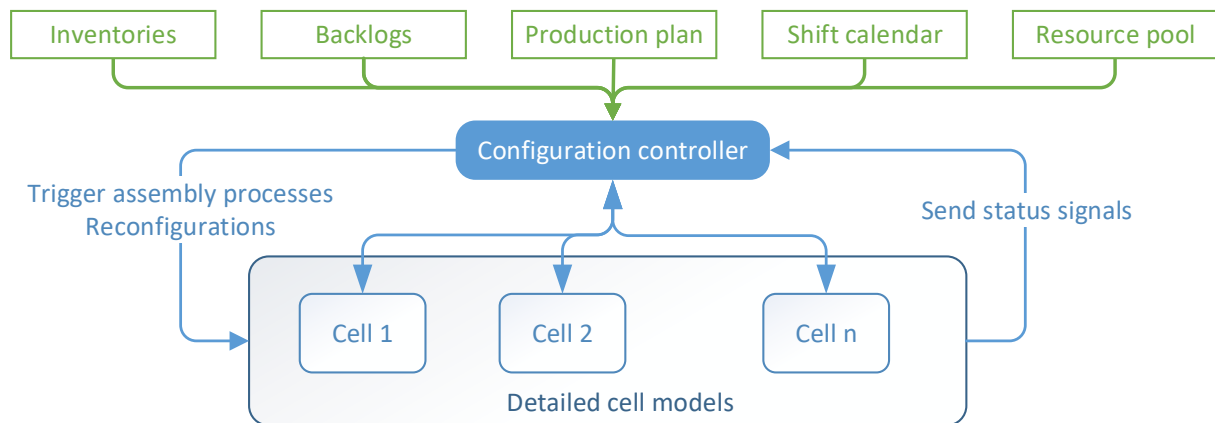 Inventories
Backlogs
Production plan
Shift calendar
Resource pool
Configuration controller
Trigger assembly processes
Reconfigurations
Send status signals
Cell 1
Cell 2
Cell n
Detailed cell models